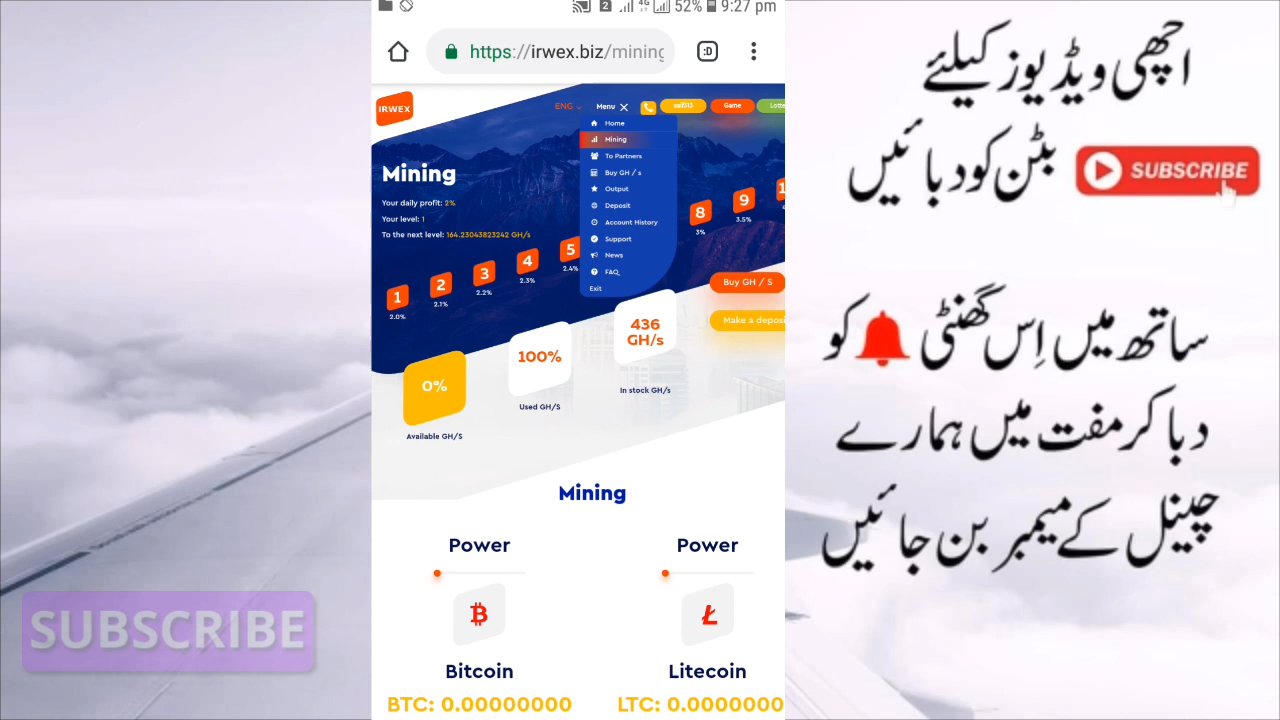 52% 9:27 pm
https://irwex.biz/mining
IRWEX
ENG
Menu
Game
Home
Mining
To Partners
Buy GH / s
Output
Deposit
Account History
Support
News
FAQ
Exit
Mining
Your daily profit: 2%
Your level: 1
To the next level: 164.23043823242 GH/s
1
2.0%
2
2.1%
3
2.2%
4
2.3%
5
2.4%
8
3%
9
3.5%
Buy GH / S
Make a deposi
0%
Available GH/S
100%
Used GH/S
436
GH/s
In stock GH/s
Mining
Power
Bitcoin
BTC: 0.00000000
Power
Litecoin
LTC: 0.0000000
SUBSCRIBE
اچھی ویڈیوز کیلئے
بٹن کو دبائیں
SUBSCRIBE
ساتھ میں اِس گھنٹی کو
دبا کر مفت میں ہمارے
چینل کے میمبر بن جائیں